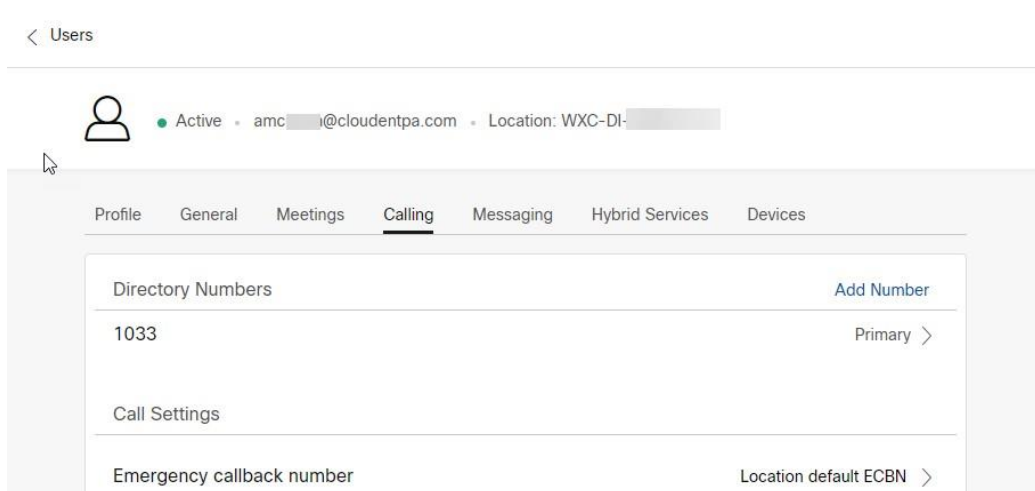 Users
Active amc @cloudentpa.com Location: WXC-DI-
Profile General Meetings Calling Messaging Hybrid Services Devices
Directory Numbers Add Number
1033 Primary
Call Settings
Emergency callback number Location default ECBN